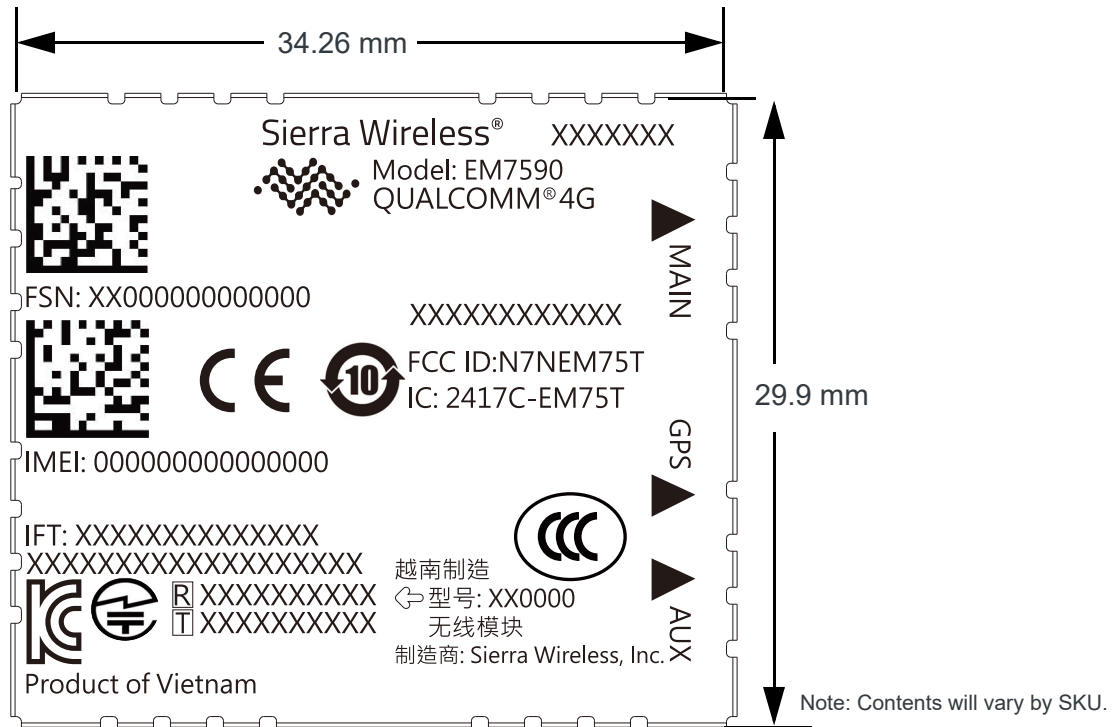 34.26 mm
Sierra Wireless® XXXXXXX
Model: EM7590
QUALCOMM® 4G
MAIN
FSN: XX000000000000
XXXXXXXXXXXX
FCC ID:N7NEM75T
10
IC: 2417C-EM75T
29.9 mm
GPS
IMEI: 000000000000000
IFT: XXXXXXXXXXXXXX
XXXXXXXXXXXXXXXXXXX
CCC
越南制造
R XXXXXXXXXX
型号: XX0000
T XXXXXXXXXX
无线模块
AUX
制造商: Sierra Wireless, Inc.
Product of Vietnam
Note: Contents will vary by SKU.